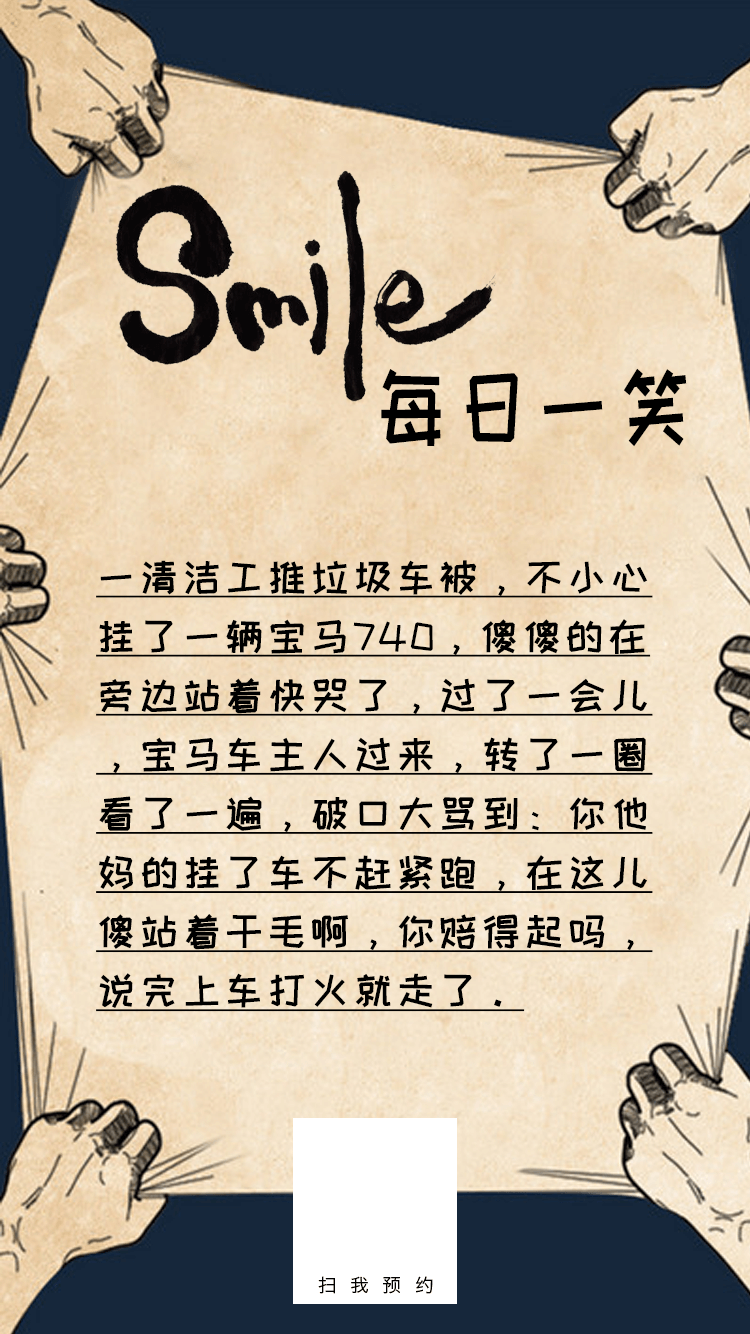 Smile
每日一笑
一清洁工推垃圾车被，不小心
挂了一辆宝马740，傻傻的在
旁边站着快哭了，过了一会儿
，宝马车主人过来，转了一圈
看了一遍，破口大骂到：你他
妈的挂了车不赶紧跑，在这儿
傻站着干毛啊，你赔得起吗，
说完上车打火就走了．
扫我预约